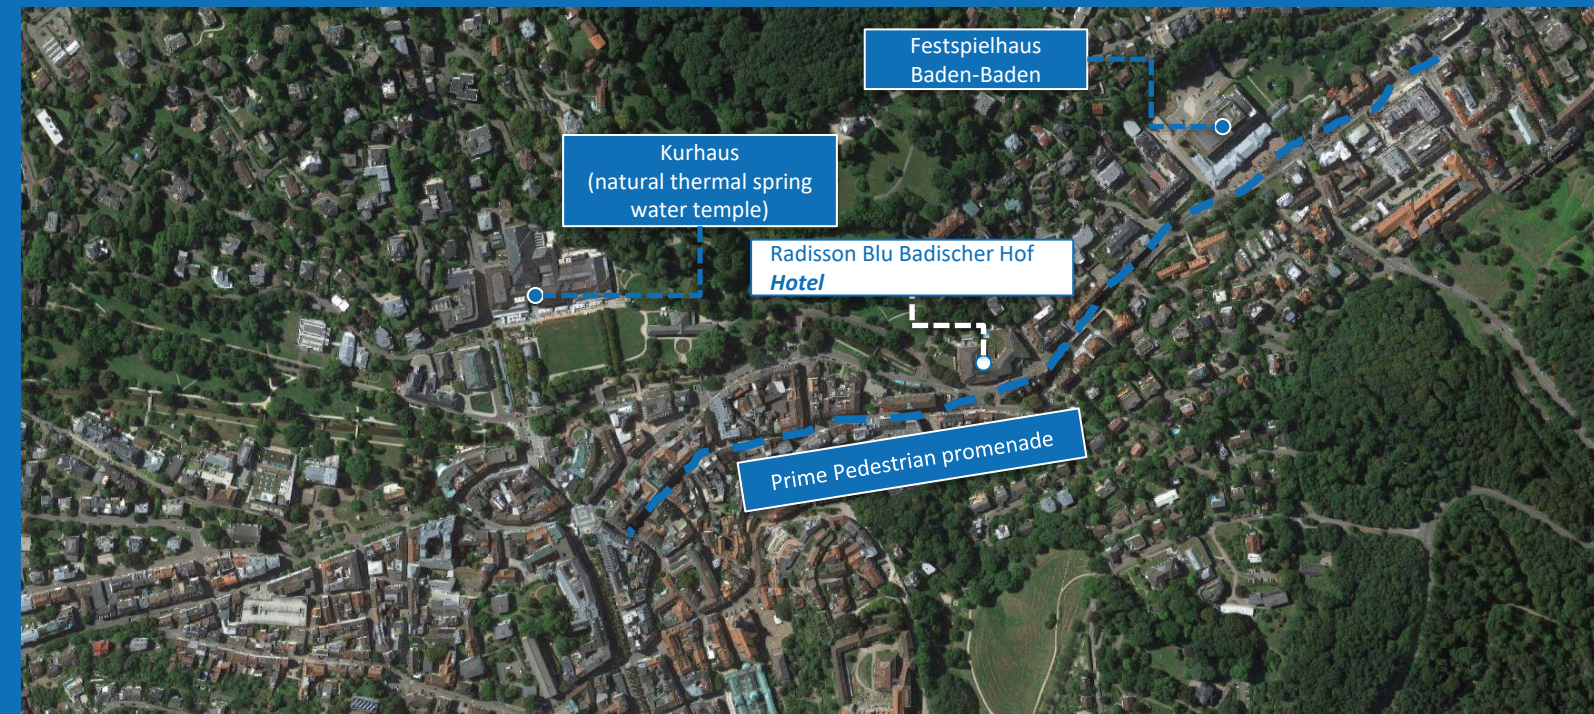 Festspielhaus
Baden-Baden
Kurhaus
(natural thermal spring
water temple)
Radisson Blu Badischer Hof
Hotel
Prime Pedestrian promenade